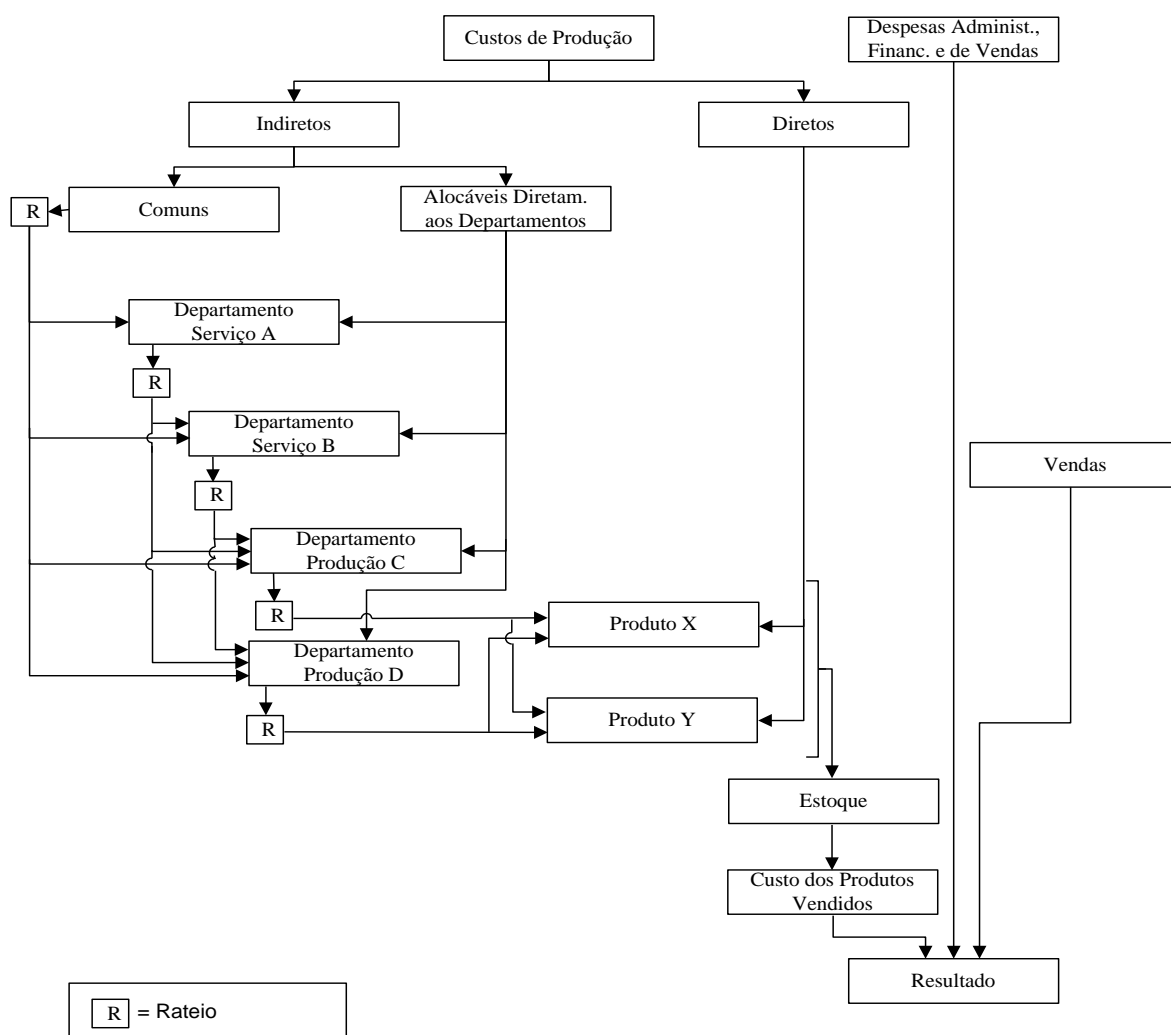 Custos de Produção
Despesas Administ.,
Financ. e de Vendas
Indiretos
Diretos
R
Comuns
Alocáveis Diretam.
aos Departamentos
Departamento
Serviço A
R
Departamento
Serviço B
Vendas
R
Departamento
Produção C
R
Produto X
Departamento
Produção D
R
Produto Y
Estoque
Custo dos Produtos
Vendidos
Resultado
R = Rateio